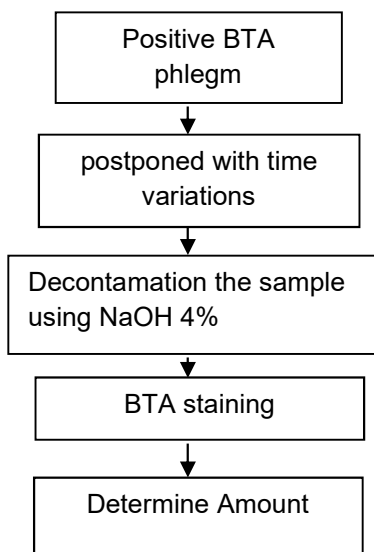 Positive BTA
phlegm
postponed with time
variations
Decontamation the sample
using NaOH 4%
BTA staining
Determine Amount